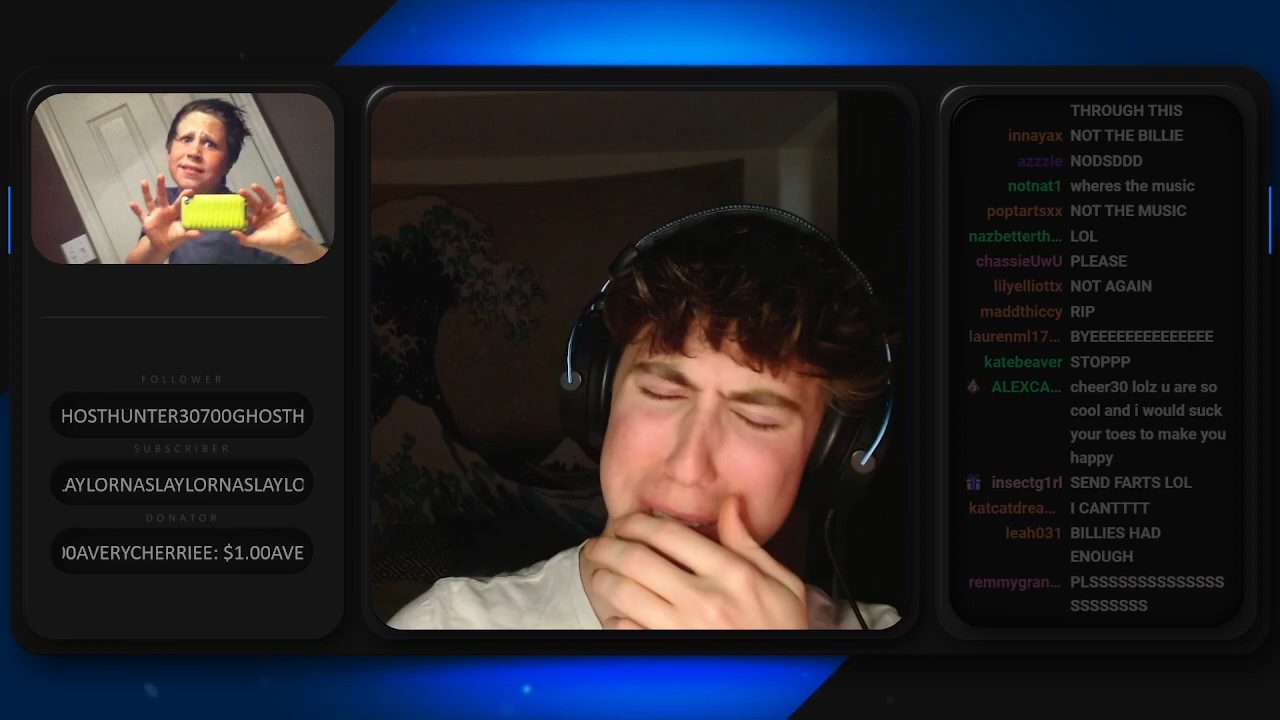 FOLLOWER
HOSTHUNTER30700GHOSTH
SUBSCRIBER
AYLORNASLAYLORNASLAYLO
DONATOR
0AVERYCHERRIEE: $1.00AVE
THROUGH THIS
innayax NOT THE BILLIE
azzzle NODSDDD
notnat1 wheres the music
poptartsxx NOT THE MUSIC
nazbetterth… LOL
chassieUwU PLEASE
lilyelliottx NOT AGAIN
maddthiccy RIP
laurenml17… BYEEEEEEEEEEEEEE
katebeaver STOPPP
ALEXCA… cheer30 lolz u are so
cool and i would suck
your toes to make you
happy
insectg1rl SEND FARTS LOL
katcatdrea… I CANTTTT
leah031 BILLIES HAD
ENOUGH
remmygran… PLSSSSSSSSSSSSSS
SSSSSSSS